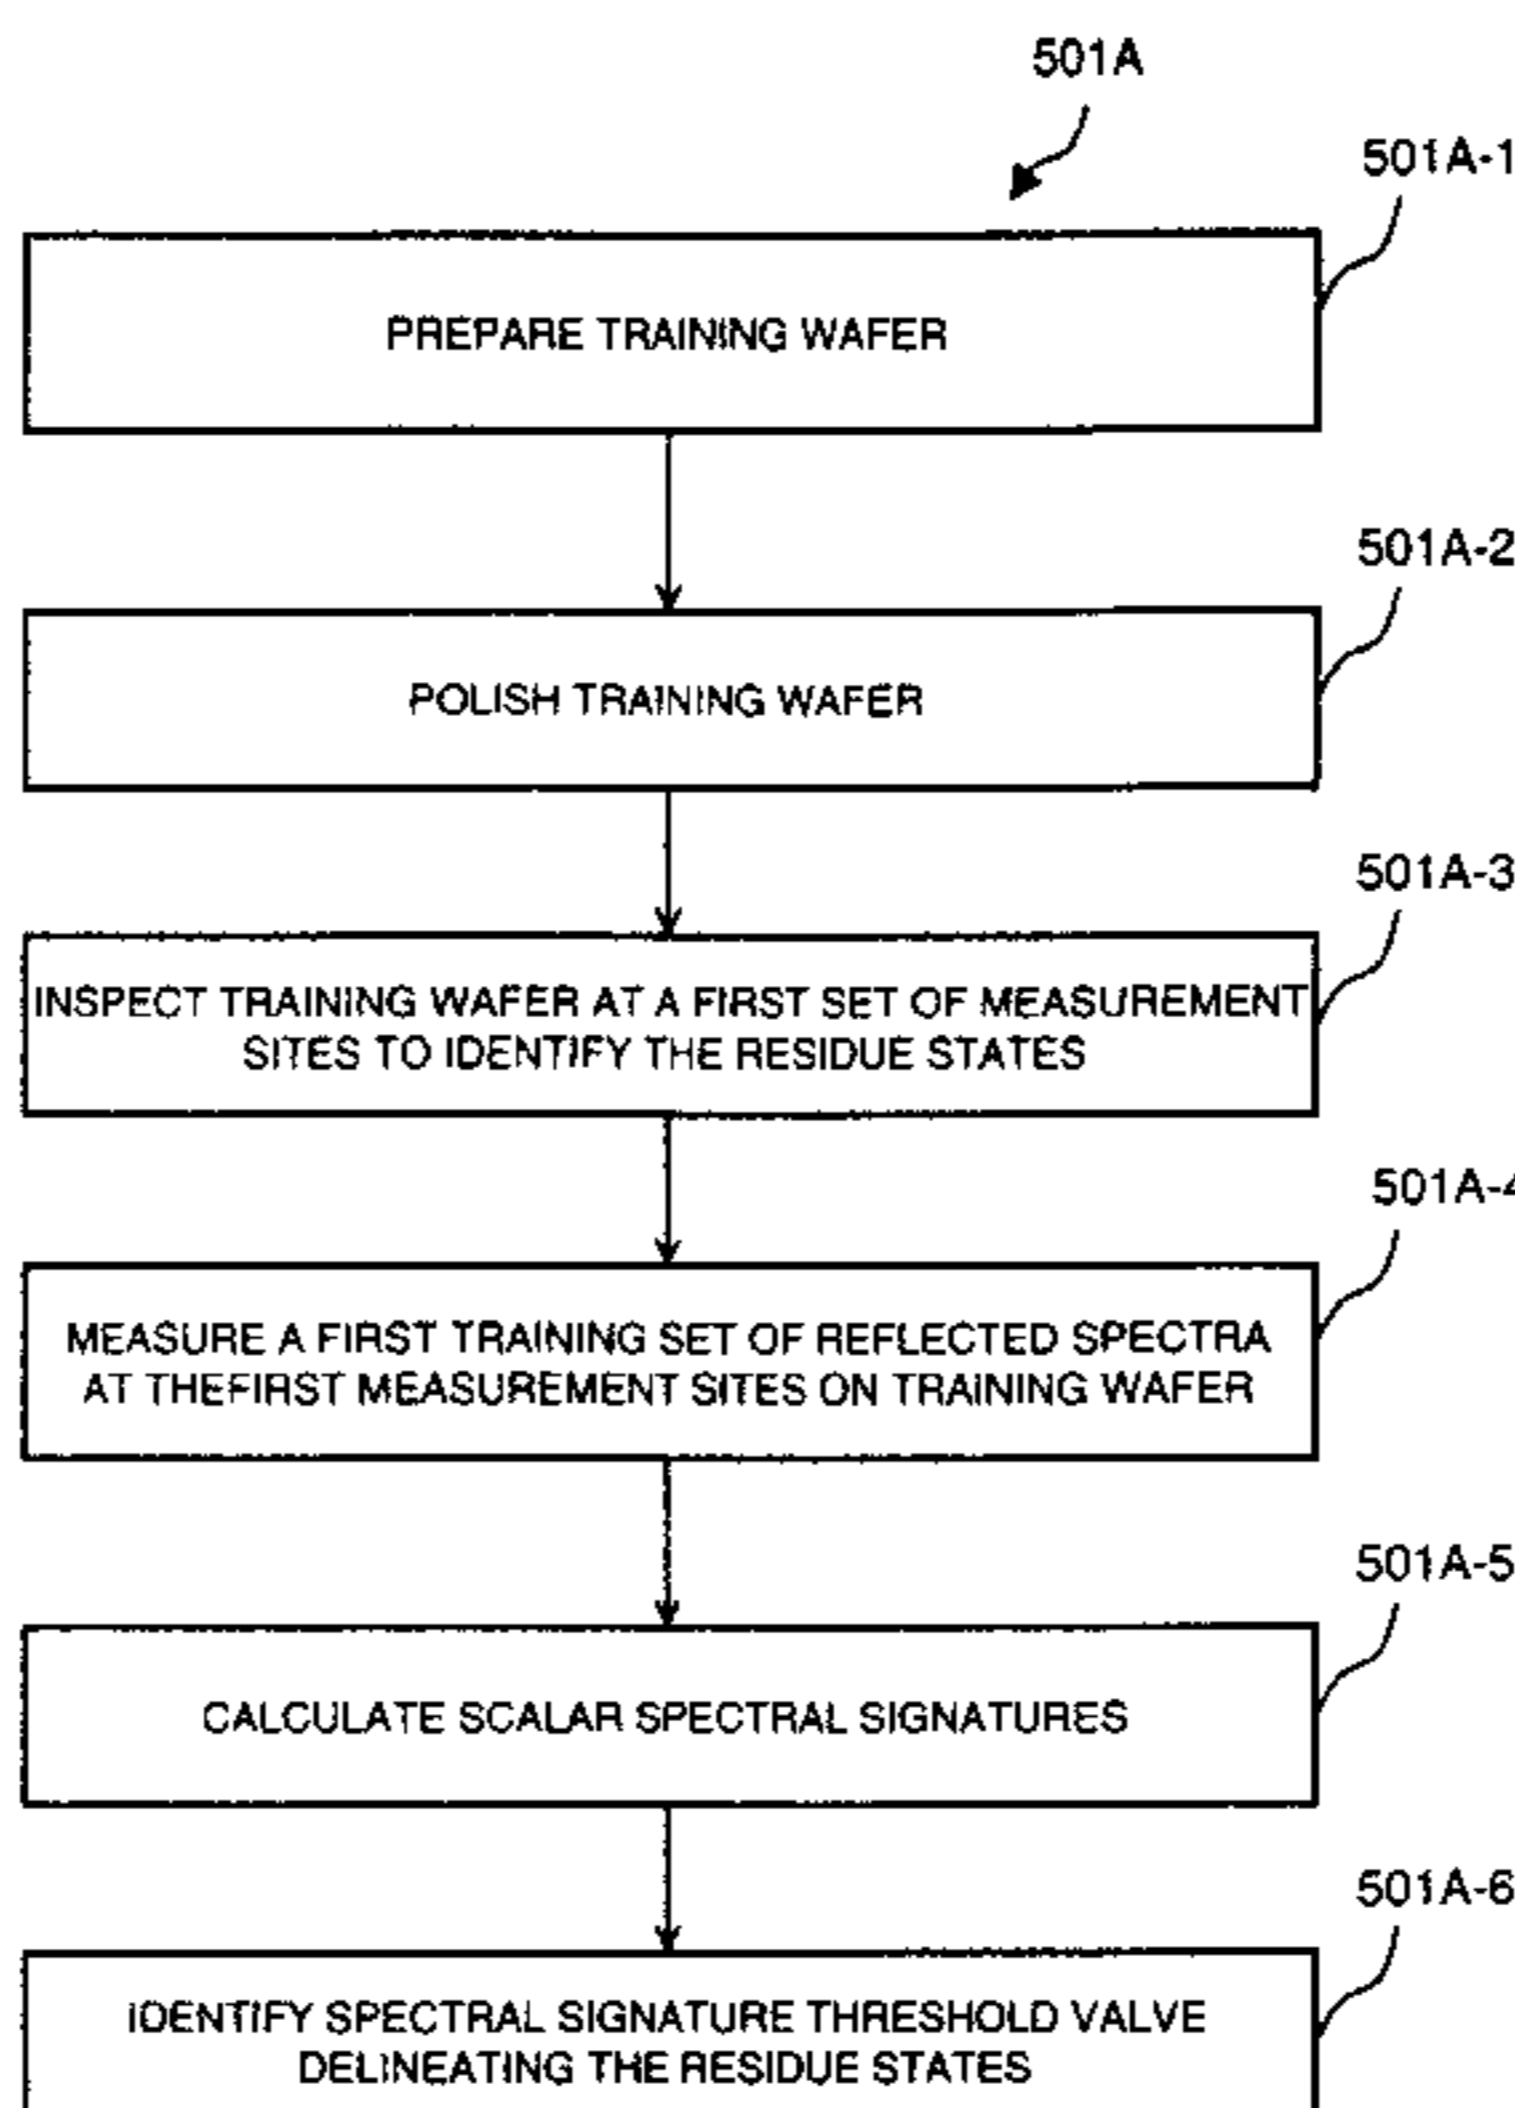 501A
501A-1
PREPARE TRAINING WAFER
501A-2
POLISH TRAINING WAFER
501A-3
INSPECT TRAINING WAFER AT A FIRST SET OF MEASUREMENT
SITES TO IDENTIFY THE RESIDUE STATES
501A-4
MEASURE A FIRST TRAINING SET OF REFLECTED SPECTRA
AT THEFIRST MEASUREMENT SITES ON TRAINING WAFER
501A-5
CALCULATE SCALAR SPECTRAL SIGNATURES
501A-6
IDENTIFY SPECTRAL SIGNATURE THRESHOLD VALVE
DELINEATING THE RESIDUE STATES